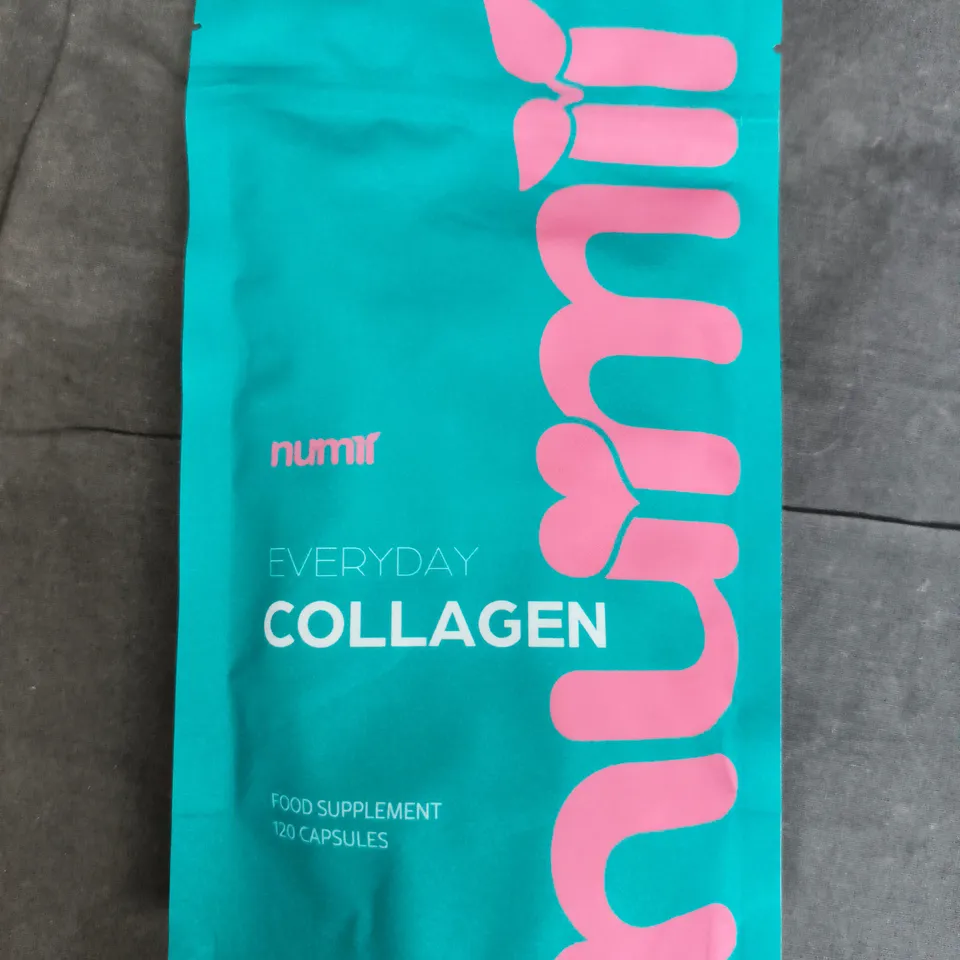 numii
numii
EVERYDAY
COLLAGEN
FOOD SUPPLEMENT
120 CAPSULES